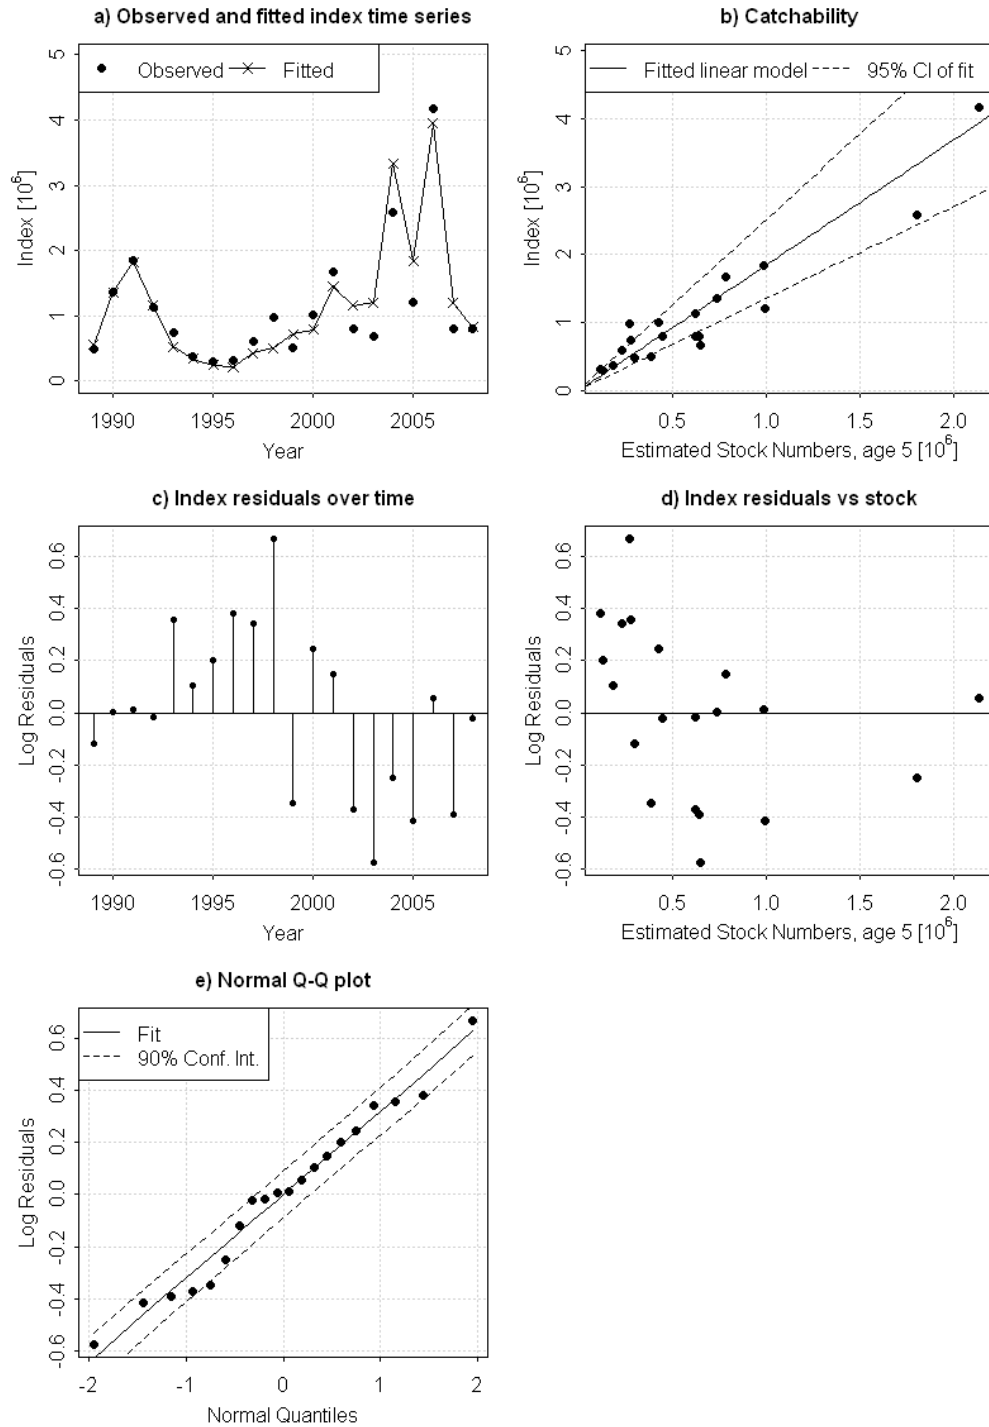 a) Observed and fitted index time series
Observed
Fitted
Index [10^6]
5
4
3
2
1
0
1990 1995 2000 2005
Year
b) Catchability
Fitted linear model
95% CI of fit
Index [10^6]
5
4
3
2
1
0
0.5 1.0 1.5 2.0
Estimated Stock Numbers, age 5 [10^6]
c) Index residuals over time
Log Residuals
0.6
0.4
0.2
0.0
-0.2
-0.4
-0.6
1990 1995 2000 2005
Year
d) Index residuals vs stock
Log Residuals
0.6
0.4
0.2
0.0
-0.2
-0.4
-0.6
0.5 1.0 1.5 2.0
Estimated Stock Numbers, age 5 [10^6]
e) Normal Q-Q plot
Fit
90% Conf. Int.
Log Residuals
0.6
0.4
0.2
0.0
-0.2
-0.4
-0.6
-2 -1 0 1 2
Normal Quantiles